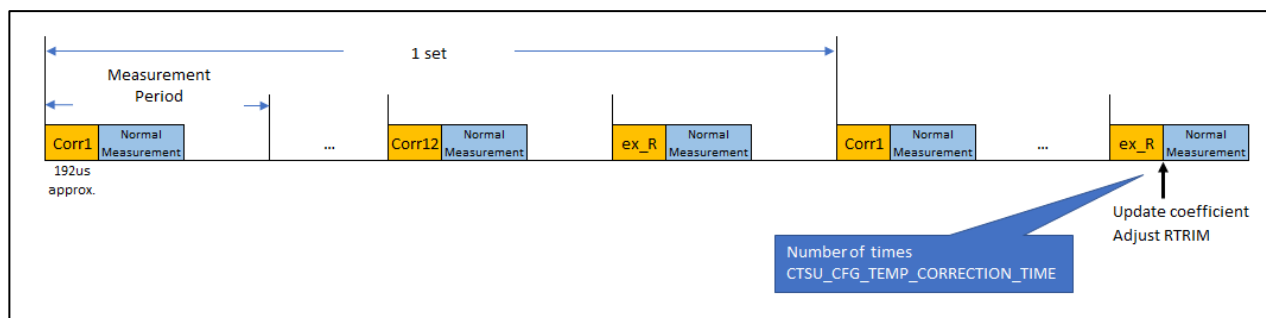 1 set
Measurement
Period
Corr1
Normal
Measurement
...
Corr12
Normal
Measurement
ex_R
Normal
Measurement
Corr1
Normal
Measurement
...
ex_R
Normal
Measurement
192us
approx.
Update coefficient
Adjust RTRIM
Number of times
CTSU_CFG_TEMP_CORRECTION_TIME